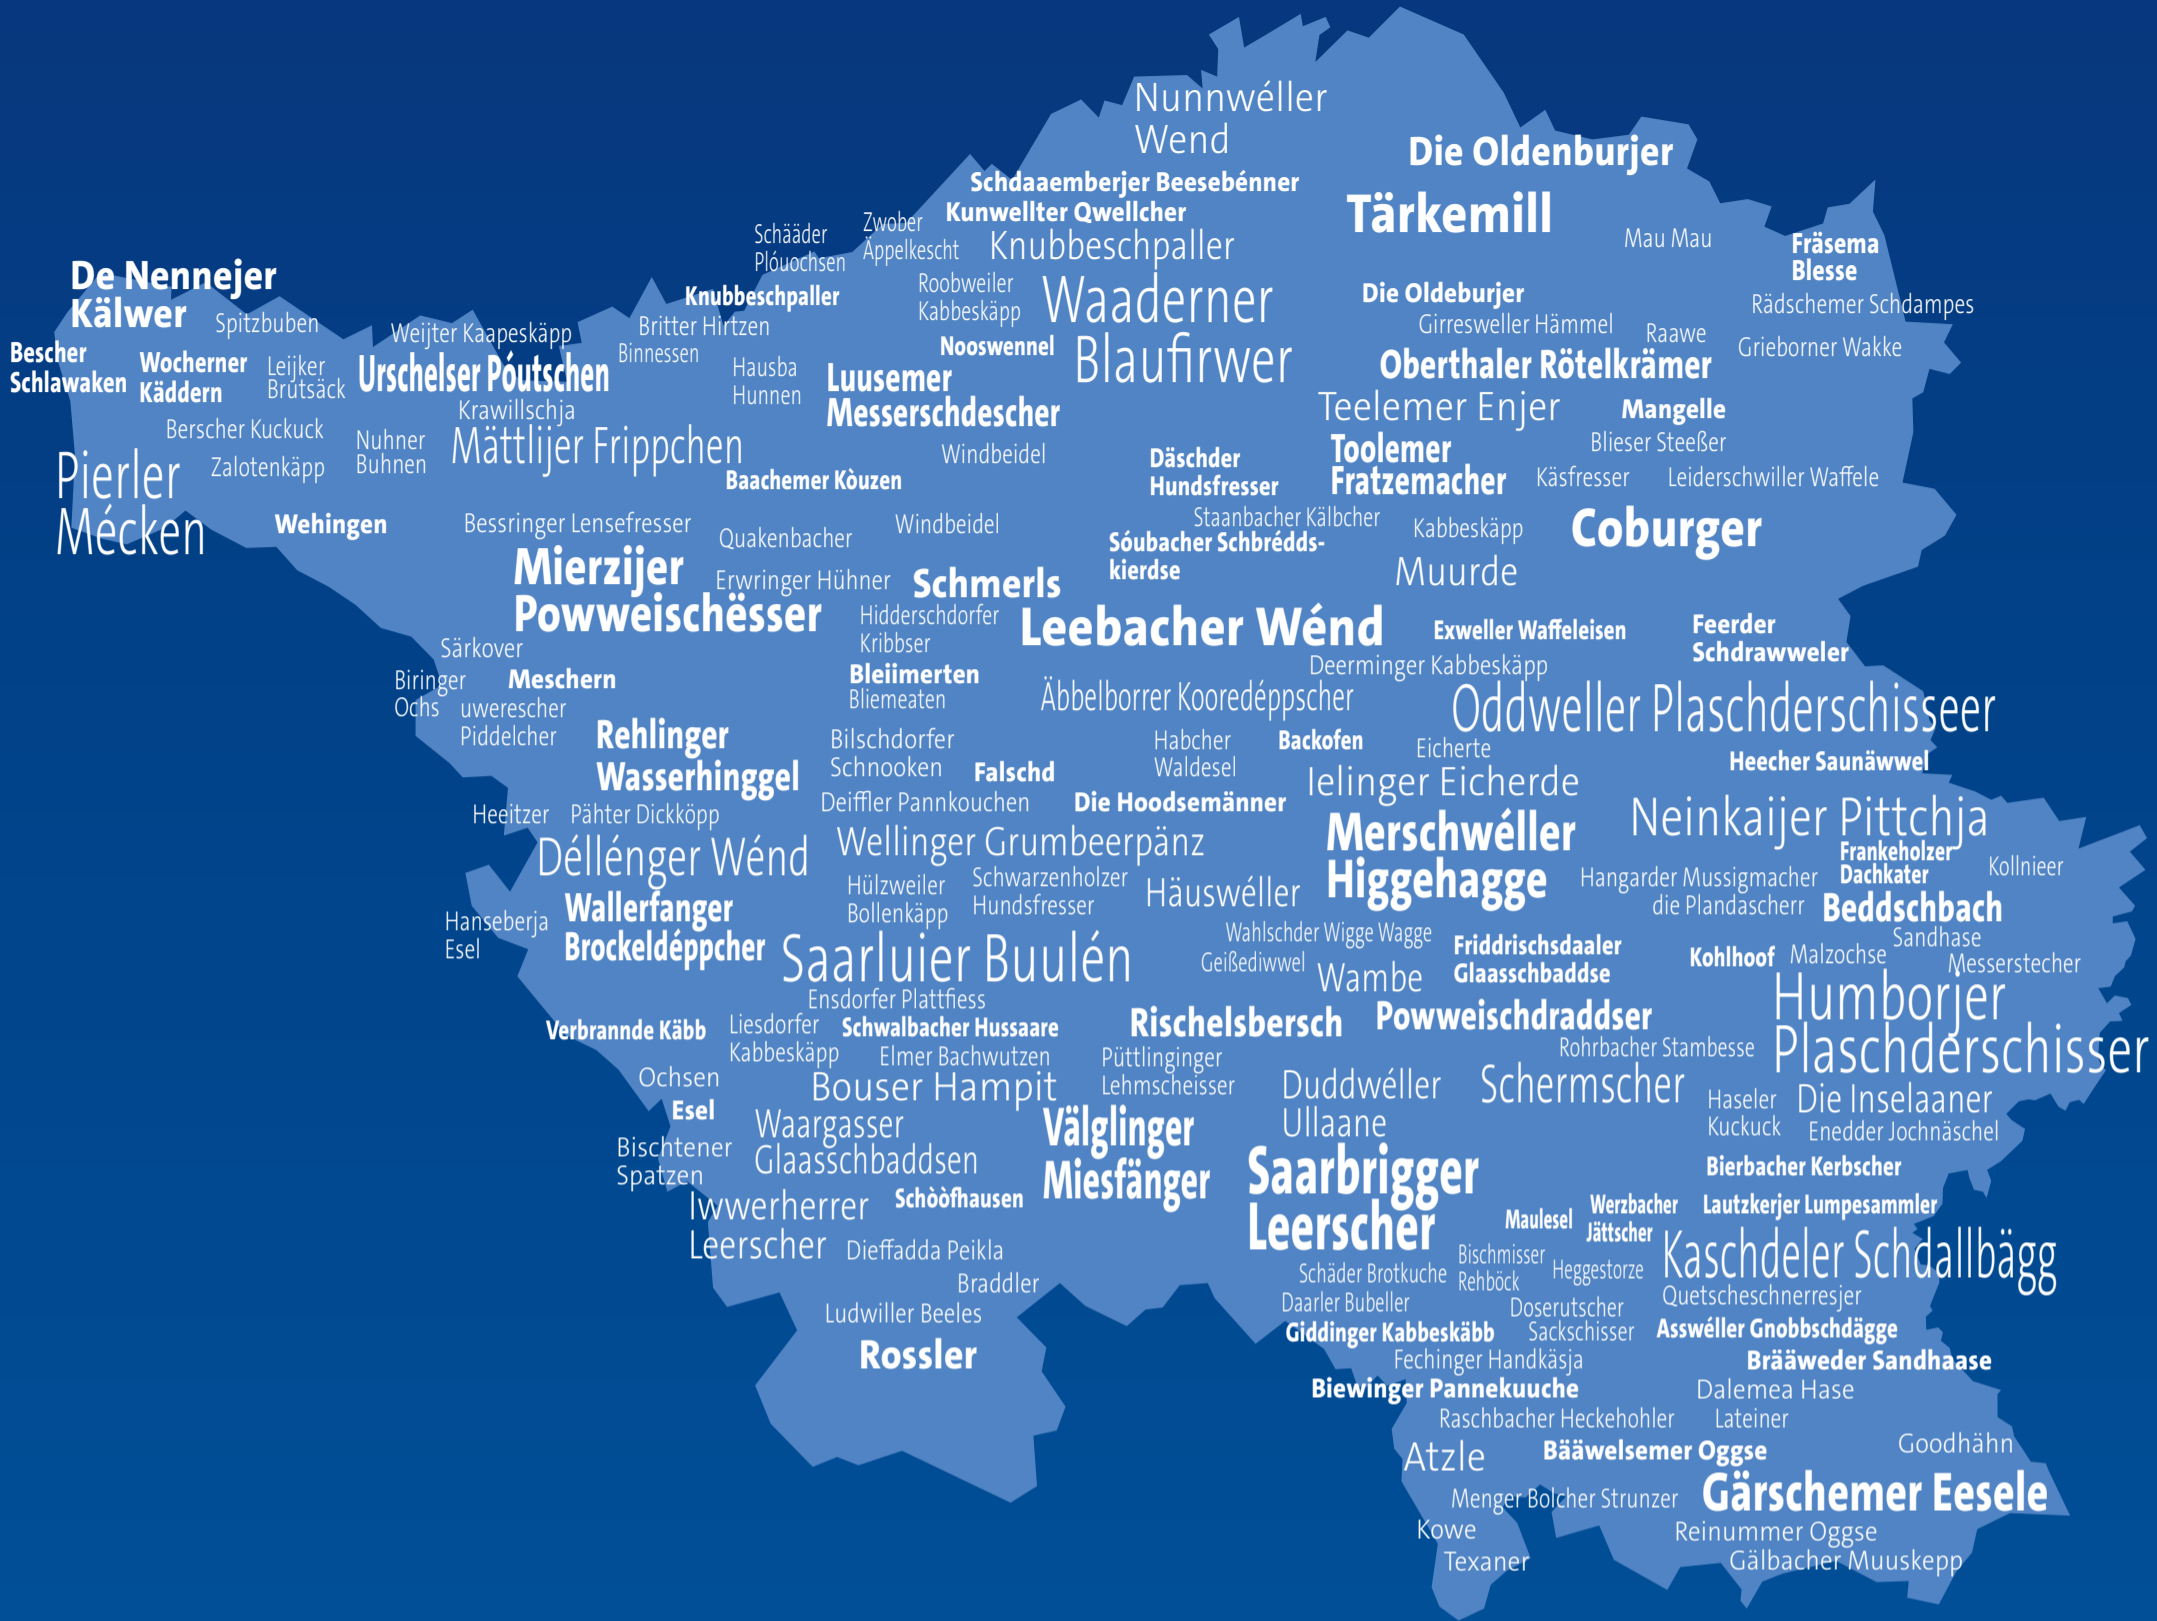 Nunnwéller
Wend
Die Oldenburjer
Schdaaemberjer Beesebénner
Tärkemill
Kunwellter Qwellcher
Zwober
Äppelkescht
Schääder
Plóuochsen
Knubbeschpaller
Mau Mau
Fräsema
Blesse
De Nennejer
Kälwer
Spitzbuben
Knubbeschpaller
Roobweiler
Kabbeskäpp
Waaderner
Blaufirwer
Die Oldeburjer
Rädschemer Schdampes
Weijter Kaapeskäpp
Britter Hirtzen
Binnessen
Girresweller Hämmel
Raawe
Grieborner Wakke
Bescher
Schlawaken
Wocherner
Käddern
Leijker
Brutsäck
Urschelser Póutschen
Hausba
Hunnen
Nooswennel
Luusemer
Messerschdescher
Oberthaler Rötelkrämer
Krawillschja
Teelemer Enjer
Mangelle
Berscher Kuckuck
Nuhner
Buhnen
Mättlijer Frippchen
Windbeidel
Däschder
Hundsfresser
Toolemer
Fratzemacher
Blieser Steeßer
Pierler
Mécken
Zalotenkäpp
Baachemer Kòuzen
Käsfresser
Leiderschwiller Waffele
Wehingen
Bessringer Lensefresser
Quakenbacher
Windbeidel
Staanbacher Kälbcher
Kabbeskäpp
Coburger
Sóubacher Schbrédds-
kierdse
Mierzijer
Powweischësser
Erwringer Hühner
Schmerls
Muurde
Hidderschdorfer
Kribbser
Leebacher Wénd
Exweller Waffeleisen
Feerder
Schdrawweler
Särkover
Biringer
Ochs
Meschern
uwerescher
Piddelcher
Bleiimerten
Bliemeaten
Deerminger Kabbeskäpp
Äbbelborrer Kooredéppscher
Oddweller Plaschderschisseer
Rehlinger
Wasserhinggel
Bilschdorfer
Schnooken
Falschd
Habcher
Waldesel
Backofen
Eicherte
Heecher Saunäwwel
Ielinger Eicherde
Heeitzer
Pähter Dickköpp
Deiffler Pannkouchen
Die Hoodsemänner
Merschwéller
Higgehagge
Neinkaijer Pittchja
Déllénger Wénd
Wellinger Grumbeerpänz
Frankeholzer
Dachkater
Kollnieer
Hülzweiler
Bollenkäpp
Schwarzenholzer
Hundsfresser
Häuswéller
Hangarder Mussigmacher
die Plandascherr
Beddschbach
Hanseberja
Esel
Wallerfanger
Brockeldéppcher
Saarluier Buulén
Wahlschder Wigge Wagge
Geißediwwel
Wambe
Friddrischsdaaler
Glaasschbaddse
Kohlhoof
Malzochse
Sandhase
Messerstecher
Humborjer
Plaschderschisser
Ensdorfer Plattfiess
Verbrannde Käbb
Liesdorfer
Kabbeskäpp
Schwalbacher Hussaare
Rischelsbersch
Powweischdraddser
Elmer Bachwutzen
Püttlinginger
Lehmscheisser
Rohrbacher Stambesse
Ochsen
Esel
Bouser Hampit
Duddwéller
Ullaane
Schermscher
Haseler
Kuckuck
Die Inselaaner
Enedder Jochnäschel
Bischtener
Spatzen
Waargasser
Glaasschbaddsen
Välglinger
Miesfänger
Saarbrigger
Leerscher
Bierbacher Kerbscher
Iwwerherrer
Leerscher
Schòòfhausen
Maulesel
Werzbacher
Jättscher
Lautzkerjer Lumpesammler
Dieffadda Peikla
Kaschdeler Schdallbägg
Braddler
Schäder Brotkuche
Bischmisser
Rehböck
Heggestorze
Quetscheschnerresjer
Ludwiller Beeles
Daarler Bubeller
Doserutscher
Sackschisser
Giddinger Kabbeskäbb
Asswéller Gnobbschdägge
Rossler
Fechinger Handkäsja
Brääweder Sandhaase
Biewinger Pannekuuche
Dalemea Hase
Raschbacher Heckehohler
Lateiner
Atzle
Bääwelsemer Oggse
Goodhähn
Menger Bolcher Strunzer
Gärschemer Eesele
Kowe
Reinummer Oggse
Texaner
Gälbacher Muuskepp